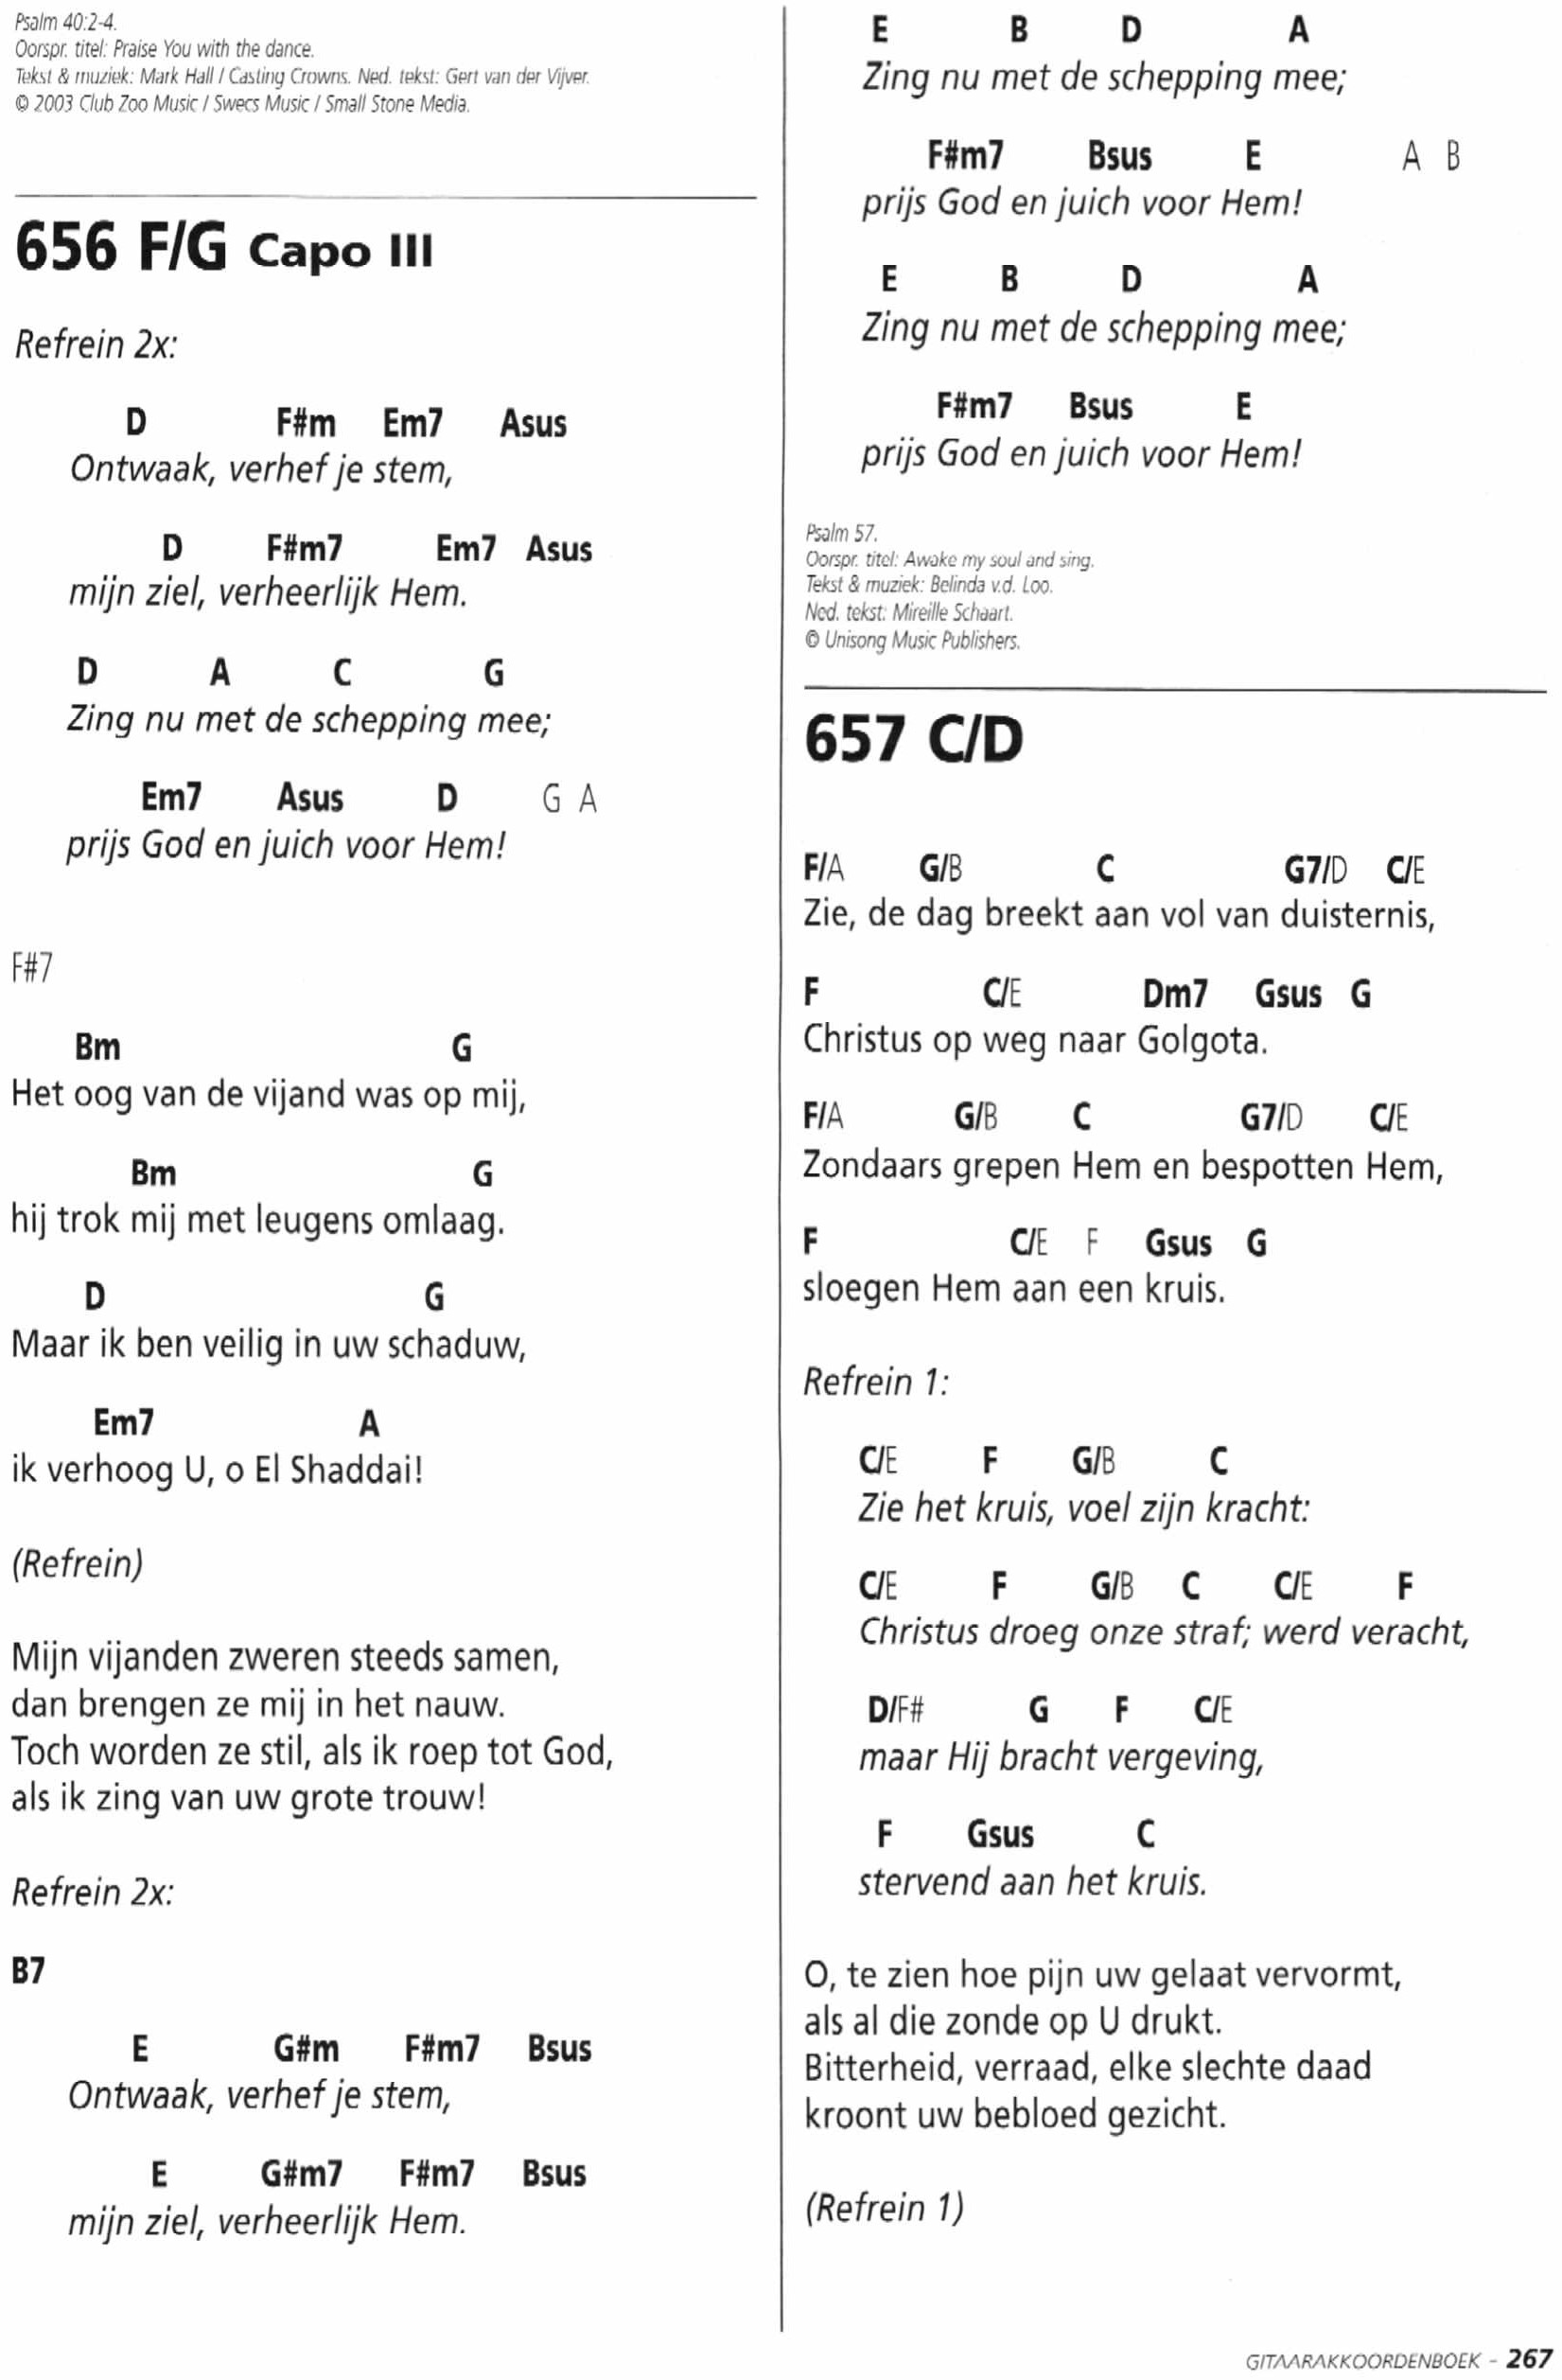 Psalm 40:2-4.
Oorspr. titel: Praise You with the dance.
Tekst & muziek: Mark Hall / Casting Crowns. Ned. tekst: Gert van der Vijver.
© 2003 Club Zoo Music / Swecs Music / Small Stone Media.
656 F/G Capo III
Refrein 2x:
D F#m Em7 Asus
Ontwaak, verhef je stem,
D F#m7 Em7 Asus
mijn ziel, verheerlijk Hem.
D A C G
Zing nu met de schepping mee;
Em7 Asus D G A
prijs God en juich voor Hem!
F#7
Bm G
Het oog van de vijand was op mij,
Bm G
hij trok mij met leugens omlaag.
D G
Maar ik ben veilig in uw schaduw,
Em7 A
ik verhoog U, o El Shaddai!
(Refrein)
Mijn vijanden zweren steeds samen,
dan brengen ze mij in het nauw.
Toch worden ze stil, als ik roep tot God,
als ik zing van uw grote trouw!
Refrein 2x:
B7
E G#m F#m7 Bsus
Ontwaak, verhef je stem,
E G#m7 F#m7 Bsus
mijn ziel, verheerlijk Hem.
E B D A
Zing nu met de schepping mee;
F#m7 Bsus E A B
prijs God en juich voor Hem!
E B D A
Zing nu met de schepping mee;
F#m7 Bsus E
prijs God en juich voor Hem!
Psalm 57.
Oorspr. titel: Awake my soul and sing.
Tekst & muziek: Belinda v.d. Loo.
Ned. tekst: Mireille Schaart.
© Unisong Music Publishers.
657 C/D
F/A G/B C G7/D C/E
Zie, de dag breekt aan vol van duisternis,
F C/E Dm7 Gsus G
Christus op weg naar Golgota.
F/A G/B C G7/D C/E
Zondaars grepen Hem en bespotten Hem,
F C/E F Gsus G
sloegen Hem aan een kruis.
Refrein 1:
C/E F G/B C
Zie het kruis, voel zijn kracht:
C/E F G/B C C/E F
Christus droeg onze straf; werd veracht,
D/F# G F C/E
maar Hij bracht vergeving,
F Gsus C
stervend aan het kruis.
O, te zien hoe pijn uw gelaat vervormt,
als al die zonde op U drukt.
Bitterheid, verraad, elke slechte daad
kroont uw bebloed gezicht.
(Refrein 1)
GITAARAKKOORDENBOEK - 267